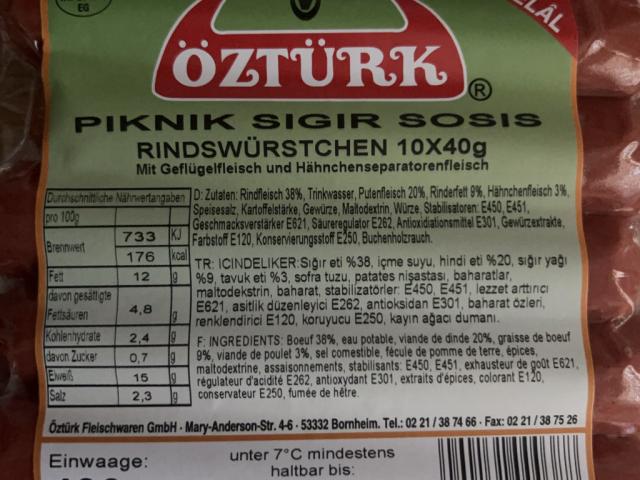 EG
ELÂL
ÖZTÜRK ®
PIKNIK SIGIR SOSIS
RINDSWÜRSTCHEN 10X40g
Mit Geflügelfleisch und Hähnchenseparatorenfleisch
Durchschnittliche Nährwertangaben
pro 100g
Brennwert 733 KJ
176 kcal
Fett 12 g
davon gesättigte
Fettsäuren 4,8 g
Kohlenhydrate 2,4 g
davon Zucker 0,7 g
Eiweiß 15 g
Salz 2,3 g
D: Zutaten: Rindfleisch 38%, Trinkwasser, Putenfleisch 20%, Rinderfett 9%, Hähnchenfleisch 3%,
Speisesalz, Kartoffelstärke, Gewürze, Maltodextrin, Würze, Stabilisatoren: E450, E451,
Geschmacksverstärker E621, Säureregulator E262, Antioxidiationsmittel E301, Gewürzextrakte,
Farbstoff E120, Konservierungsstoff E250, Buchenholzrauch.
TR: ICINDELIKER: Sığır eti %38, içme suyu, hindi eti %20, sığır yağı
%9, tavuk eti %3, sofra tuzu, patates nişastası, baharatlar,
maltodekstrin, baharat, stabilizatörler: E450, E451, lezzet arttırıcı
E621, asitlik düzenleyici E262, antioksidan E301, baharat özleri,
renklendirici E120, koruyucu E250, kayın ağacı dumanı.
F: INGREDIENTS: Boeuf 38%, eau potable, viande de dinde 20%, graisse de boeuf
9%, viande de poulet 3%, sel comestible, fécule de pomme de terre, épices,
maltodextrine, assaisonnements, stabilisants: E450, E451, exhausteur de goût E621,
régulateur d'acidité E262, antioxydant E301, extraits d'épices, colorant E120,
conservateur E250, fumée de hêtre.
Öztürk Fleischwaren GmbH · Mary-Anderson-Str. 4-6 · 53332 Bornheim. Tel.: 02 21 / 38 74 66 · Fax: 02 21 / 38 75 26
Einwaage:
unter 7°C mindestens
haltbar bis: